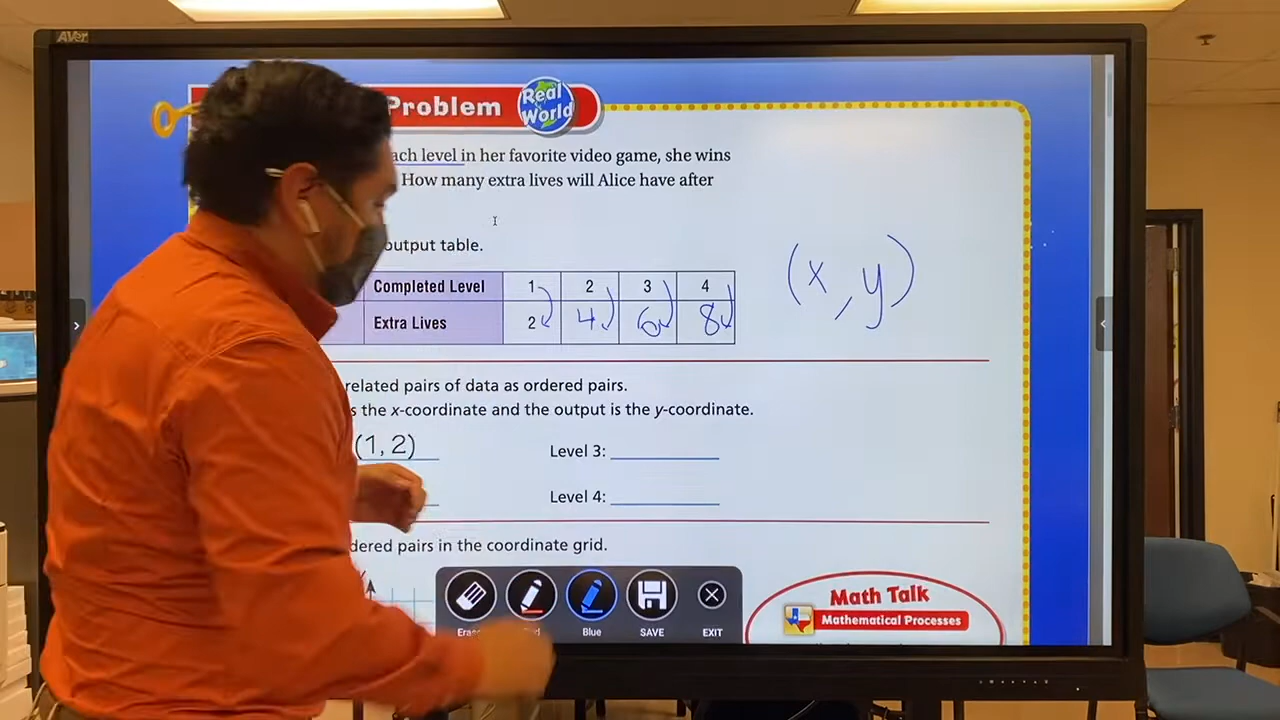 AVer
Problem
Real World
ach level in her favorite video game, she wins
How many extra lives will Alice have after
output table.
Completed Level 1 2 3 4
Extra Lives 2 4 6 8
(x, y)
related pairs of data as ordered pairs.
s the x-coordinate and the output is the y-coordinate.
(1, 2)
Level 3:
Level 4:
dered pairs in the coordinate grid.
Blue
SAVE
EXIT
Math Talk
Mathematical Processes